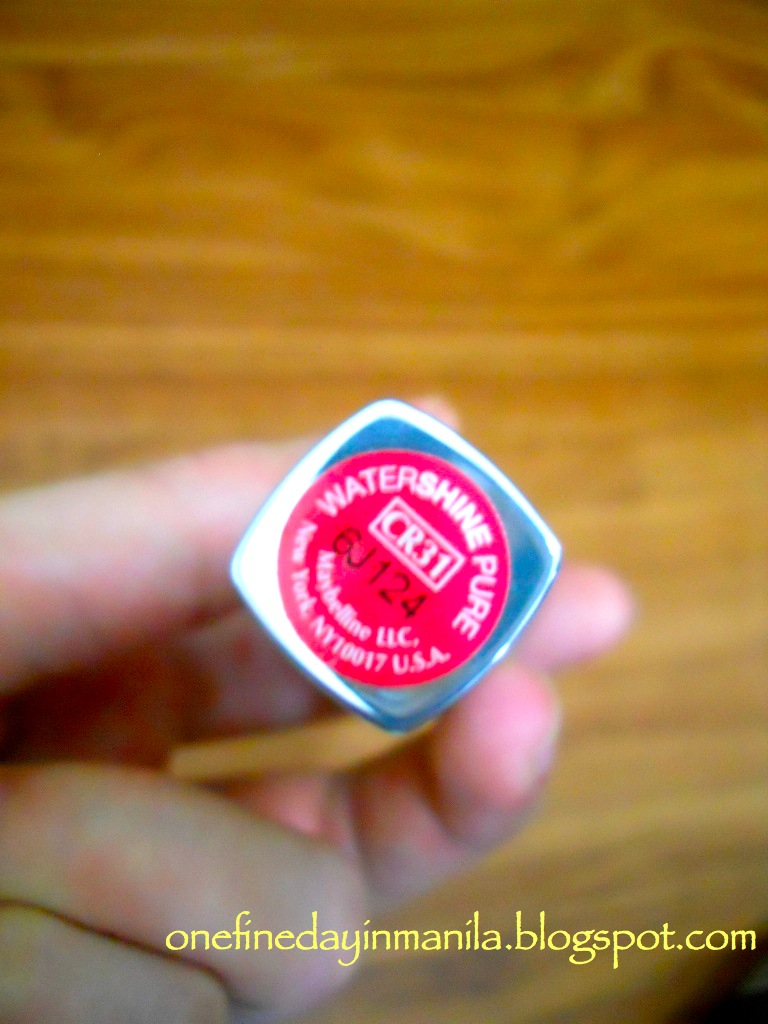 WATERSHINE PURE
CR31
6J124
Maybelline LLC,
New York, NY10017 U.S.A.
onefinedayinmanila.blogspot.com